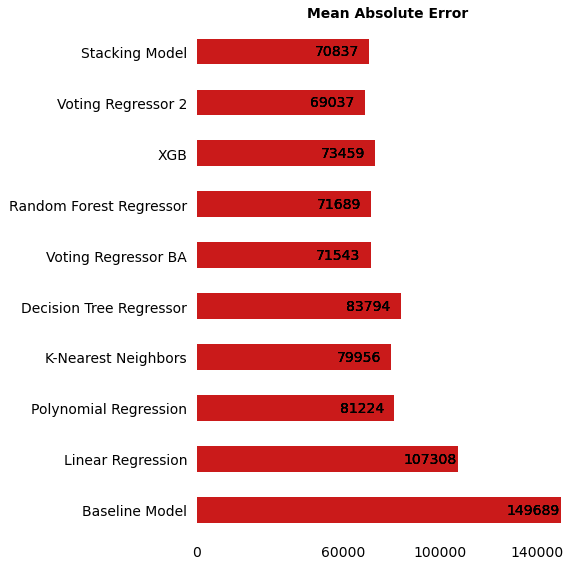 Mean Absolute Error
Stacking Model 70837
Voting Regressor 2 69037
XGB 73459
Random Forest Regressor 71689
Voting Regressor BA 71543
Decision Tree Regressor 83794
K-Nearest Neighbors 79956
Polynomial Regression 81224
Linear Regression 107308
Baseline Model 149689
0 60000 100000 140000